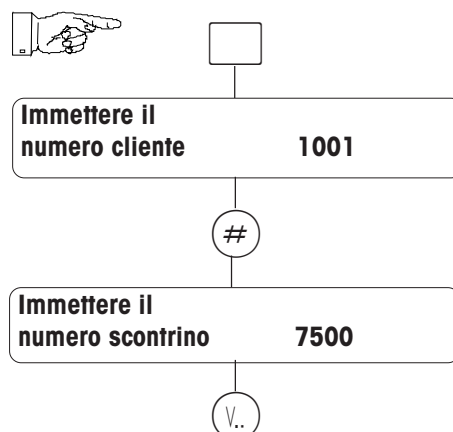 Immettere il
numero cliente 1001
#
Immettere il
numero scontrino 7500
V..